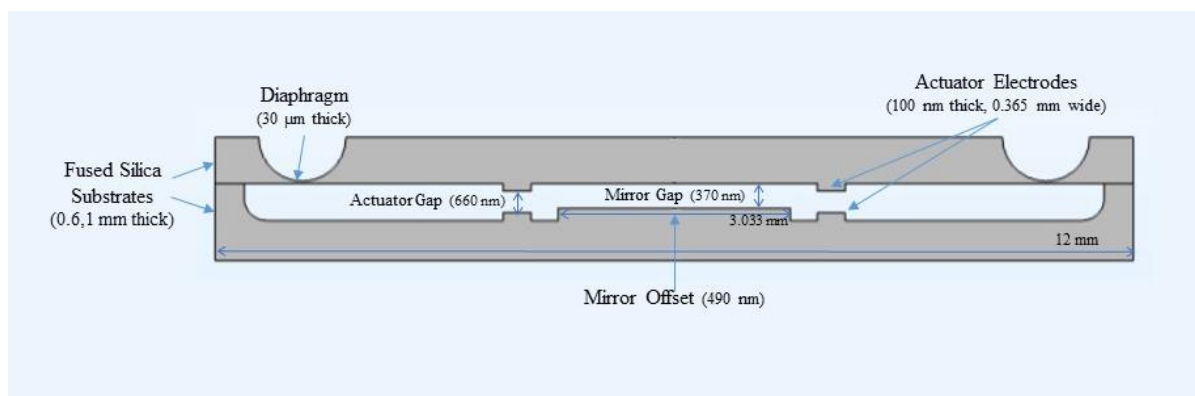 Diaphragm
(30 µm thick)
Actuator Electrodes
(100 nm thick, 0.365 mm wide)
Fused Silica
Substrates
(0.6,1 mm thick)
Actuator Gap (660 nm)
Mirror Gap (370 nm)
3.033 mm
12 mm
Mirror Offset (490 nm)